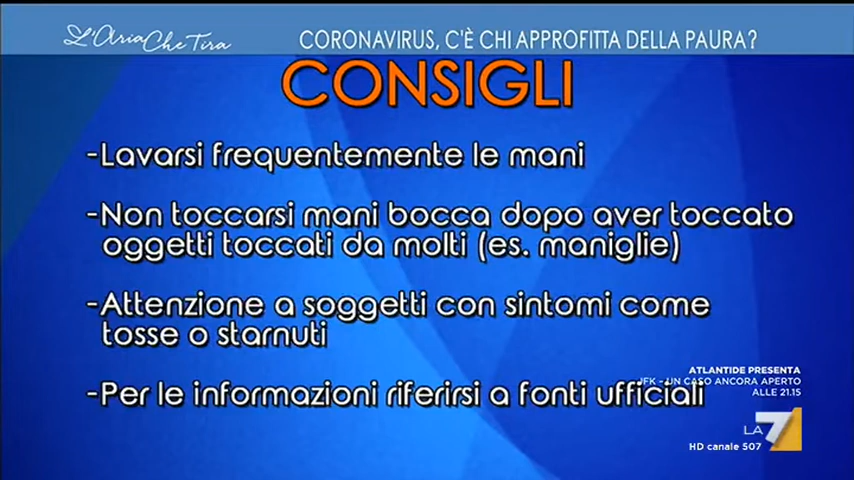 L'Aria Che Tira
CORONAVIRUS, C'È CHI APPROFITTA DELLA PAURA?
CONSIGLI
-Lavarsi frequentemente le mani
-Non toccarsi mani bocca dopo aver toccato
oggetti toccati da molti (es. maniglie)
-Attenzione a soggetti con sintomi come
tosse o starnuti
-Per le informazioni riferirsi a fonti ufficiali
ATLANTIDE PRESENTA
JFK - UN CASO ANCORA APERTO
ALLE 21.15
LA7
HD canale 507